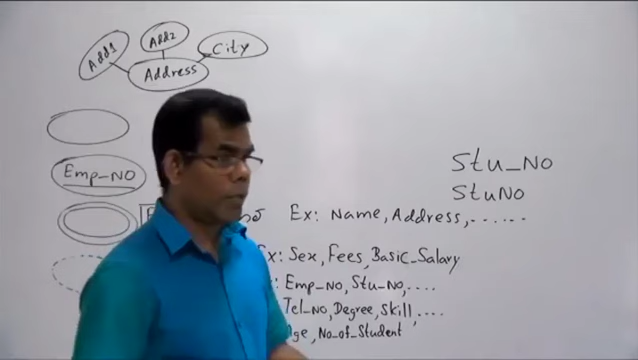 Add1
Add2
City
Address
Emp_NO
Stu_NO
StuNO
Ex: Name, Address, ......
Sex, Fees, Basic_Salary
Emp_NO, Stu_NO, ....
Tel_NO, Degree, Skill, ....
No_of_Student